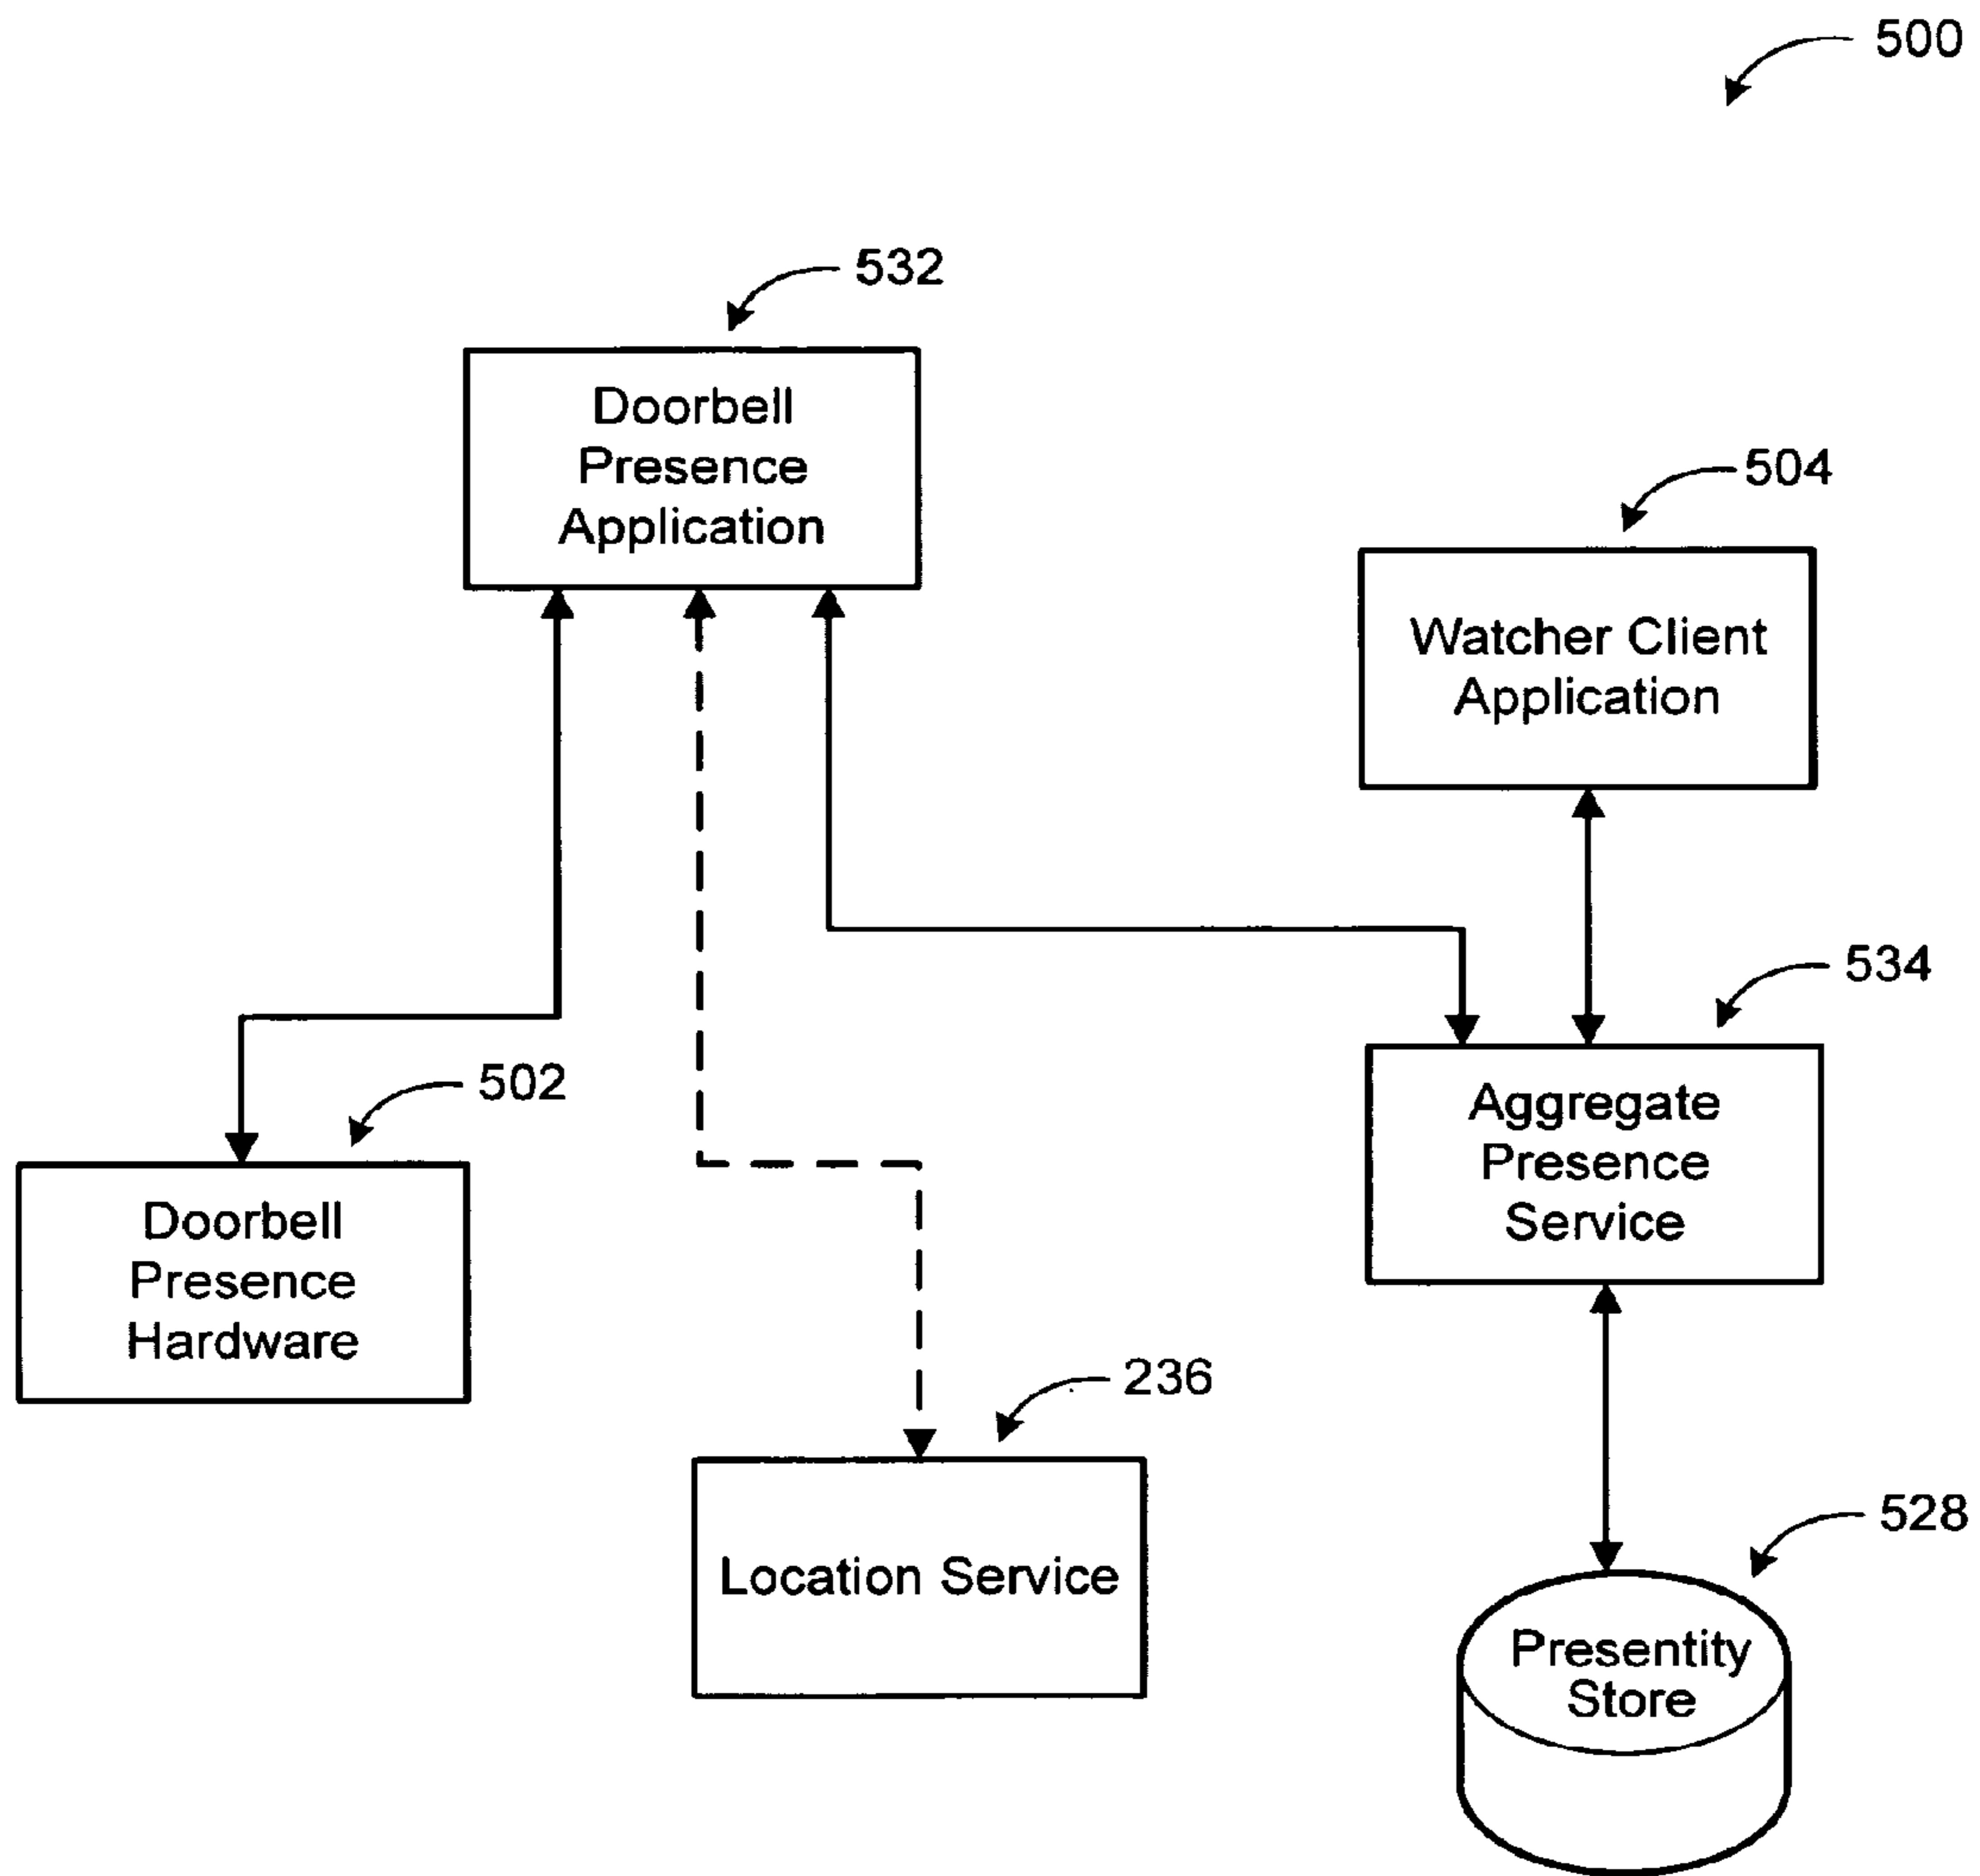 500
532
Doorbell
Presence
Application
504
Watcher Client
Application
534
Aggregate
Presence
Service
502
Doorbell
Presence
Hardware
236
Location Service
528
Presentity
Store